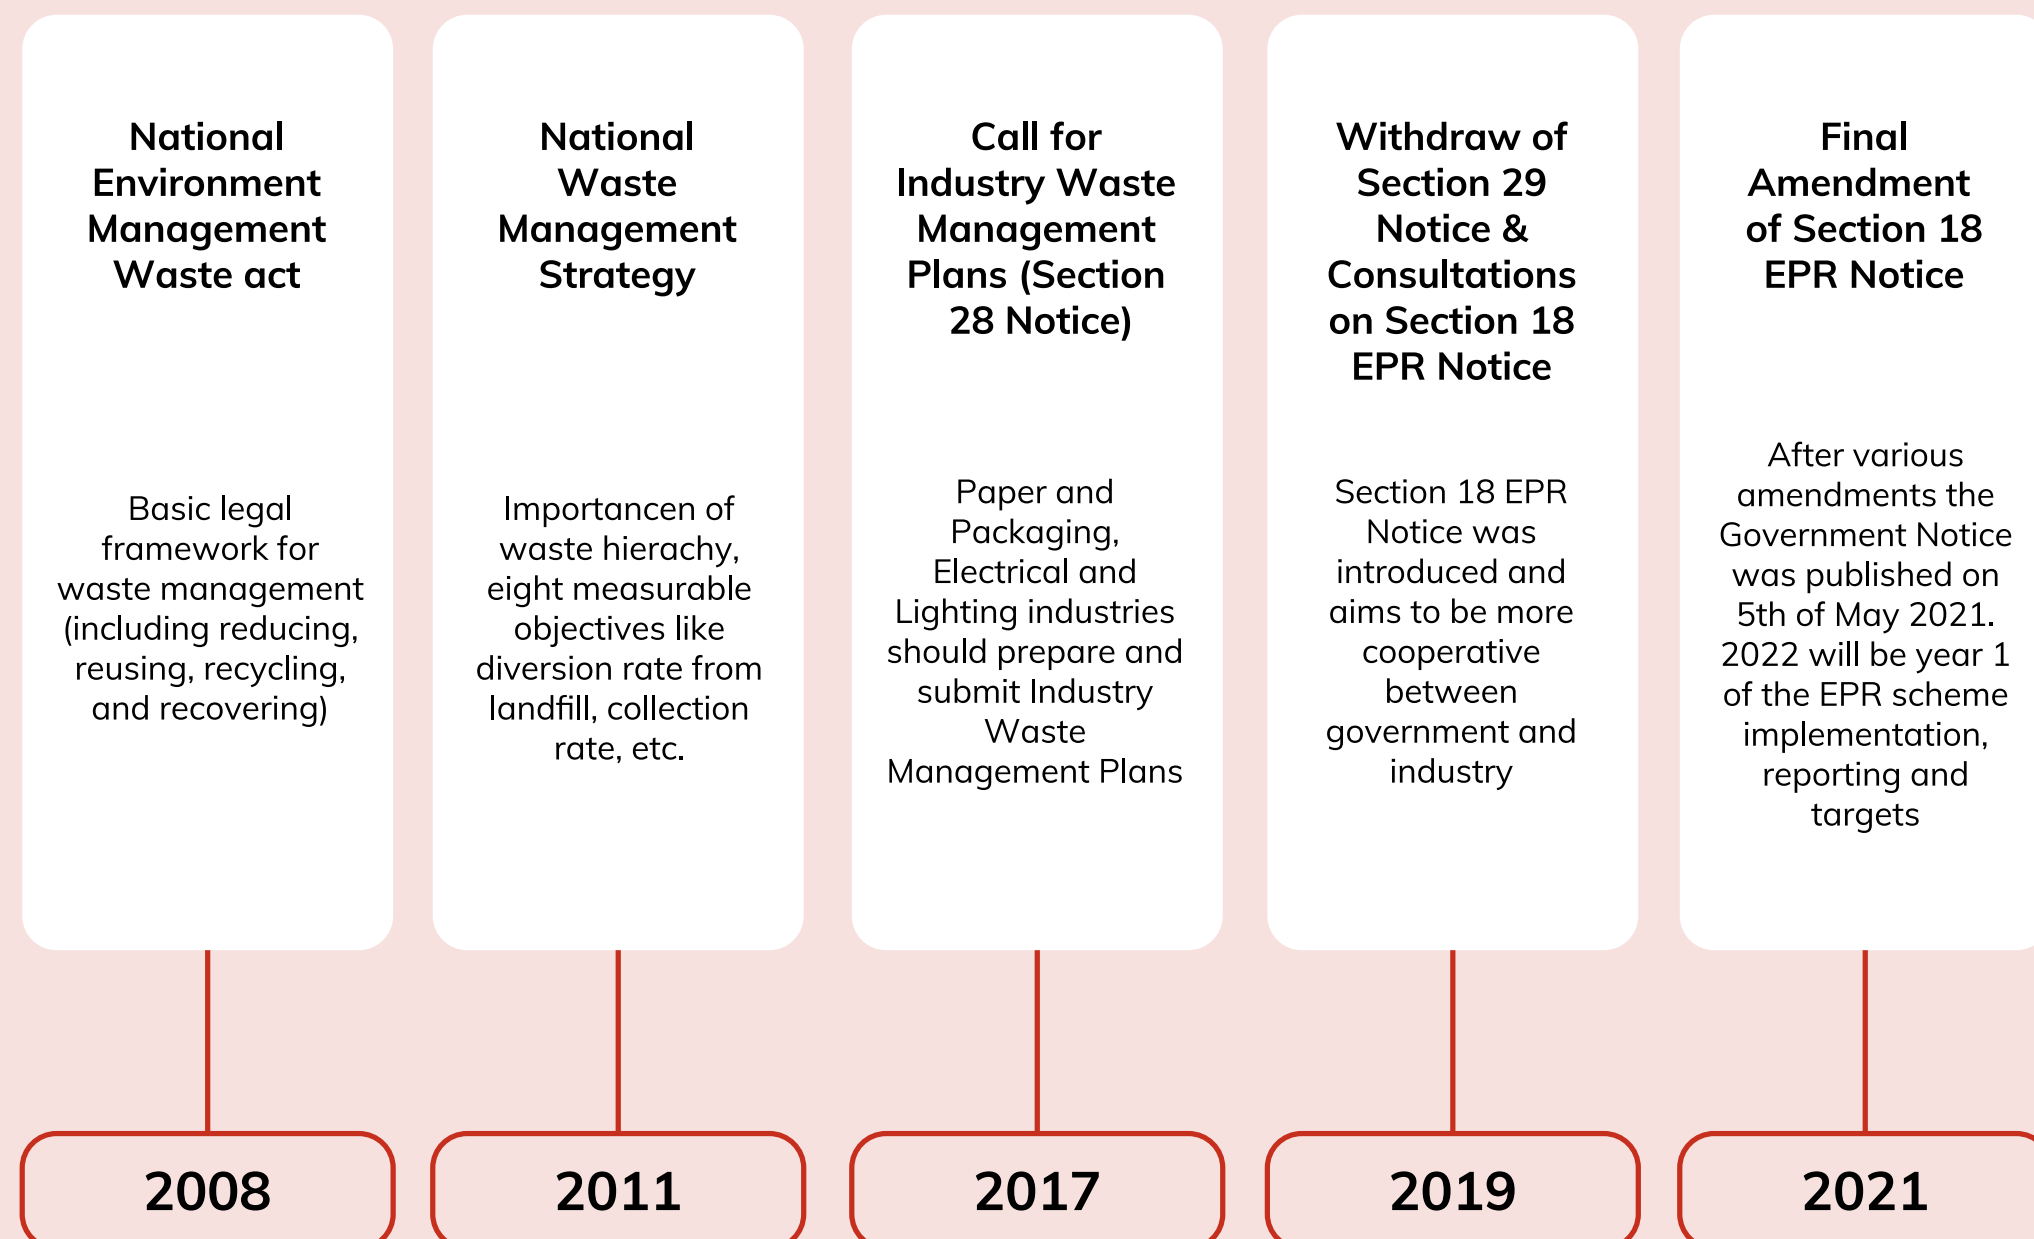 National
Environment
Management
Waste act
Basic legal
framework for
waste management
(including reducing,
reusing, recycling,
and recovering)
2008
National
Waste
Management
Strategy
Importancen of
waste hierachy,
eight measurable
objectives like
diversion rate from
landfill, collection
rate, etc.
2011
Call for
Industry Waste
Management
Plans (Section
28 Notice)
Paper and
Packaging,
Electrical and
Lighting industries
should prepare and
submit Industry
Waste
Management Plans
2017
Withdraw of
Section 29
Notice &
Consultations
on Section 18
EPR Notice
Section 18 EPR
Notice was
introduced and
aims to be more
cooperative
between
government and
industry
2019
Final
Amendment
of Section 18
EPR Notice
After various
amendments the
Government Notice
was published on
5th of May 2021.
2022 will be year 1
of the EPR scheme
implementation,
reporting and
targets
2021